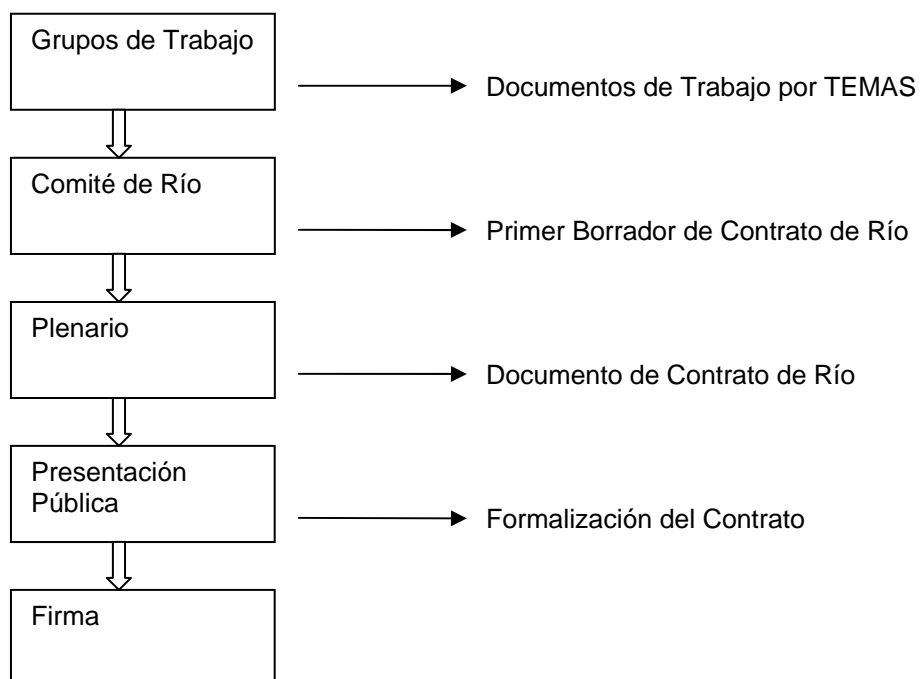 Grupos de Trabajo
Documentos de Trabajo por TEMAS
Comité de Río
Primer Borrador de Contrato de Río
Plenario
Documento de Contrato de Río
Presentación
Pública
Formalización del Contrato
Firma